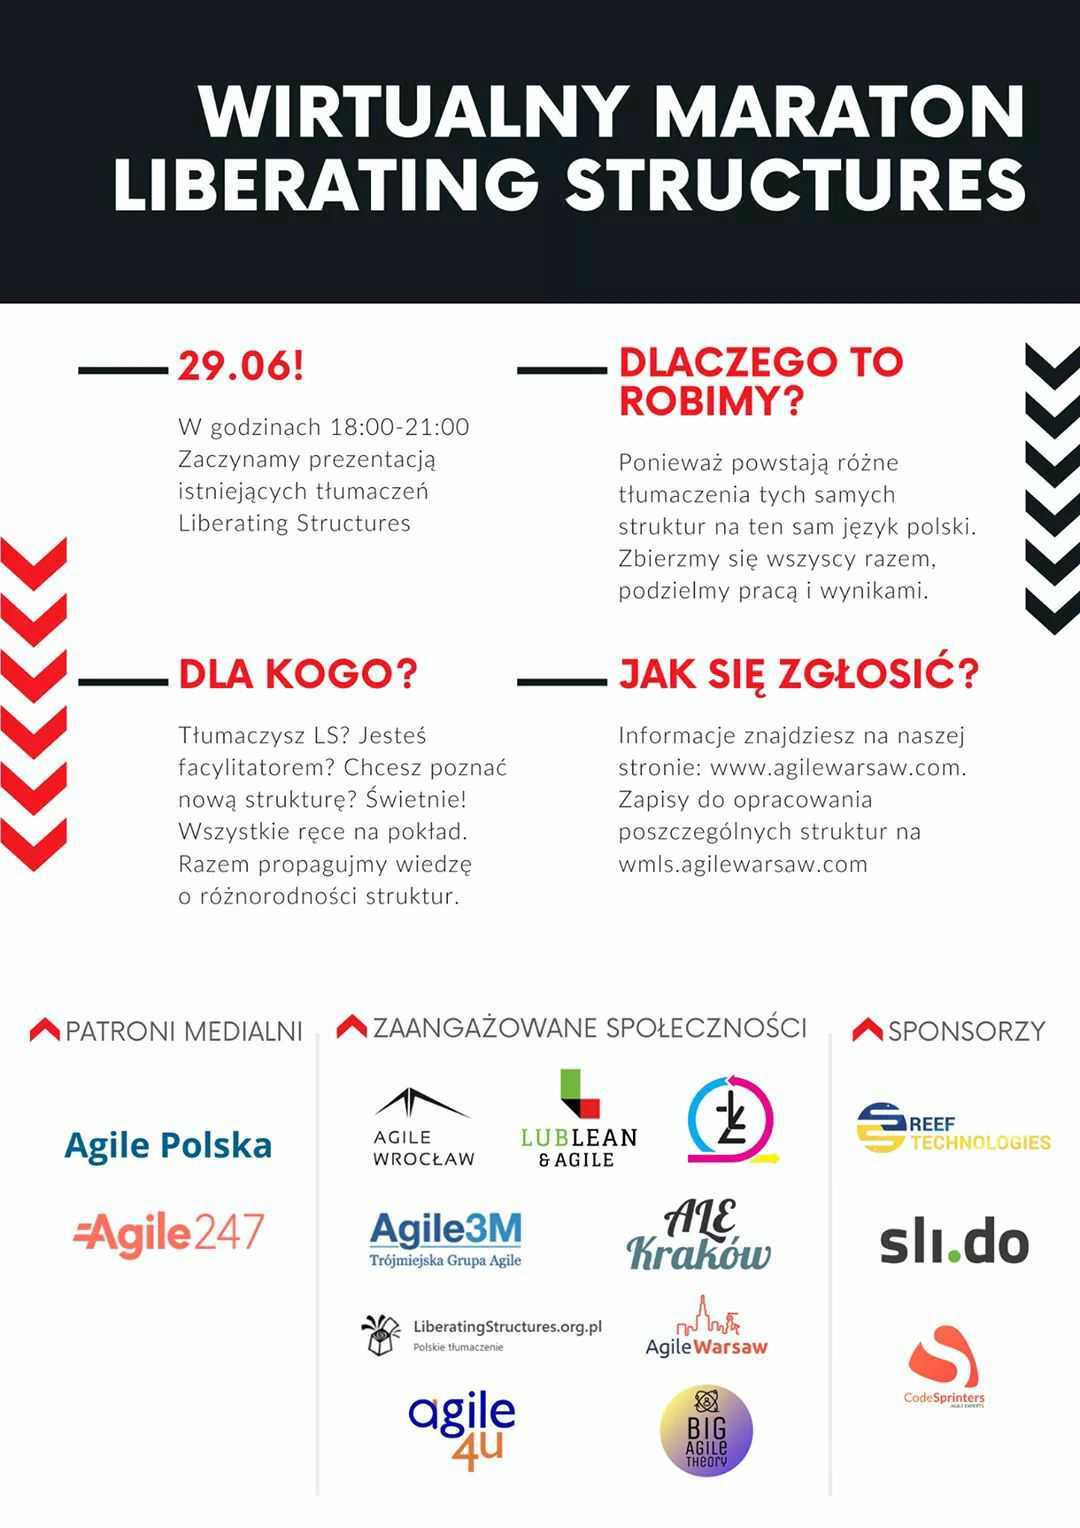 WIRTUALNY MARATON
LIBERATING STRUCTURES
29.06!
W godzinach 18:00-21:00
Zaczynamy prezentacją
istniejących tłumaczeń
Liberating Structures
DLACZEGO TO
ROBIMY?
Ponieważ powstają różne
tłumaczenia tych samych
struktur na ten sam język polski.
Zbierzmy się wszyscy razem,
podzielmy pracą i wynikami.
DLA KOGO?
Tłumaczysz LS? Jesteś
facylitatorem? Chcesz poznać
nową strukturę? Świetnie!
Wszystkie ręce na pokład.
Razem propagujmy wiedzę
o różnorodności struktur.
JAK SIĘ ZGŁOSIĆ?
Informacje znajdziesz na naszej
stronie: www.agilewarsaw.com.
Zapisy do opracowania
poszczególnych struktur na
wmls.agilewarsaw.com
PATRONI MEDIALNI
Agile Polska
Agile247
ZAANGAŻOWANE SPOŁECZNOŚCI
AGILE
WROCŁAW
LUBLEAN
& AGILE
Agile3M
Trójmiejska Grupa Agile
ALE
Kraków
LiberatingStructures.org.pl
Polskie tłumaczenie
AgileWarsaw
agile
4u
BIG
AGILE
THEORY
SPONSORZY
REEF
TECHNOLOGIES
sli.do
CodeSprinters
AGILE EXPERTS